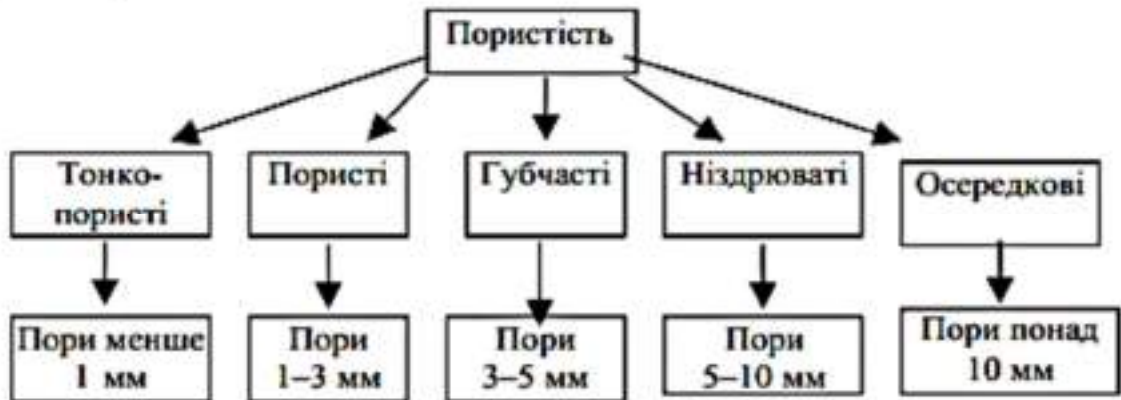 Пористість
Тонко-
пористі
Пористі
Губчасті
Ніздрюваті
Осередкові
Пори менше
1 мм
Пори
1–3 мм
Пори
3–5 мм
Пори
5–10 мм
Пори понад
10 мм